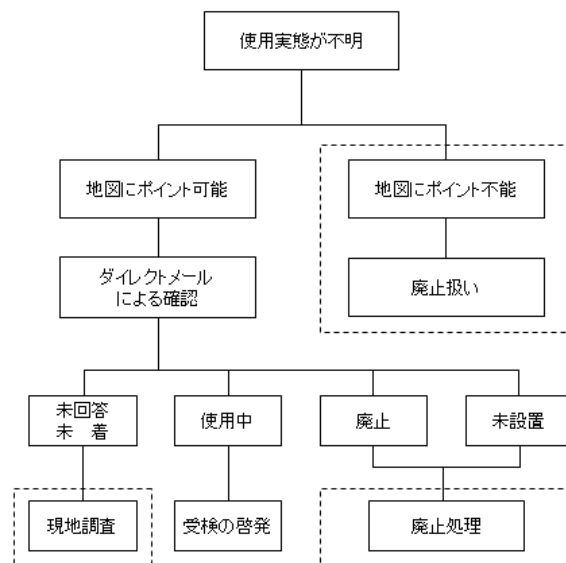 使用実態が不明
地図にポイント可能
地図にポイント不能
ダイレクトメール
による確認
廃止扱い
未回答
未　着
使用中
廃止
未設置
現地調査
受検の啓発
廃止処理